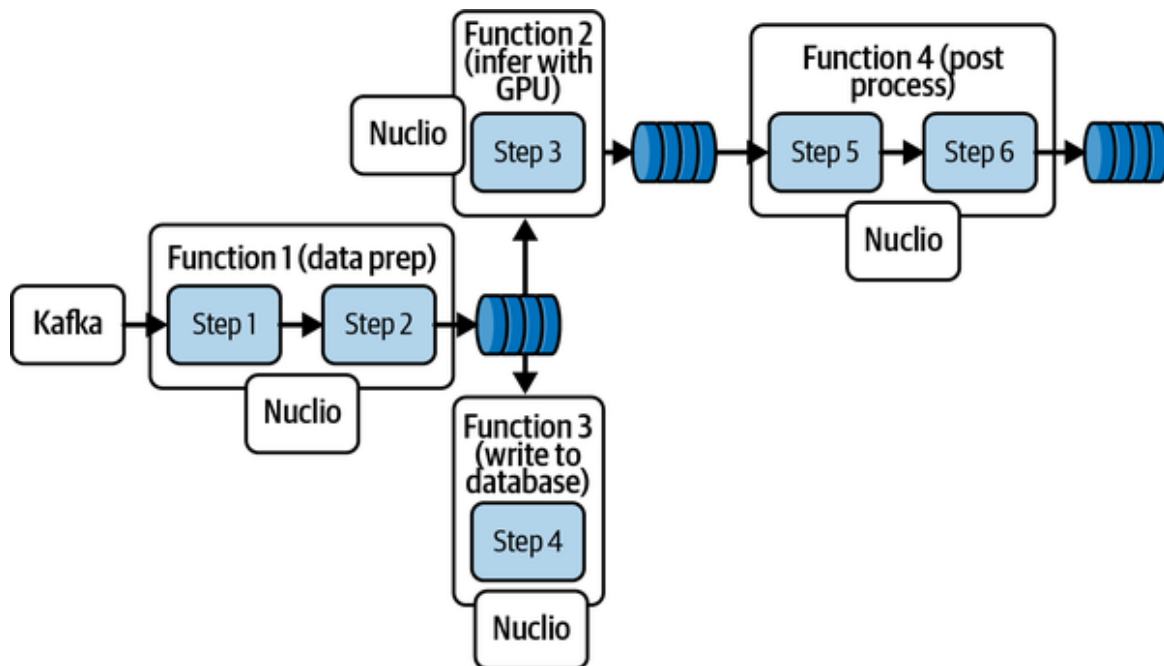 Kafka
Function 1 (data prep)
Step 1
Step 2
Nuclio
Function 2
(infer with
GPU)
Nuclio
Step 3
Function 3
(write to
database)
Step 4
Nuclio
Function 4 (post
process)
Step 5
Step 6
Nuclio